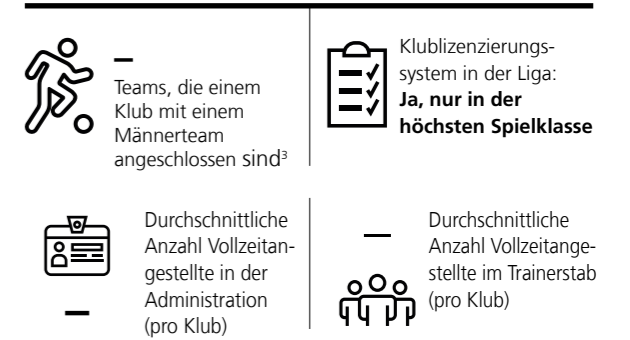 –
Teams, die einem
Klub mit einem
Männerteam
angeschlossen sind³
Klublizenzierungs-
system in der Liga:
Ja, nur in der
höchsten Spielklasse
Durchschnittliche
Anzahl Vollzeitan-
gestellte in der
Administration
(pro Klub)
–
–
Durchschnittliche
Anzahl Vollzeitange-
stellte im Trainerstab
(pro Klub)